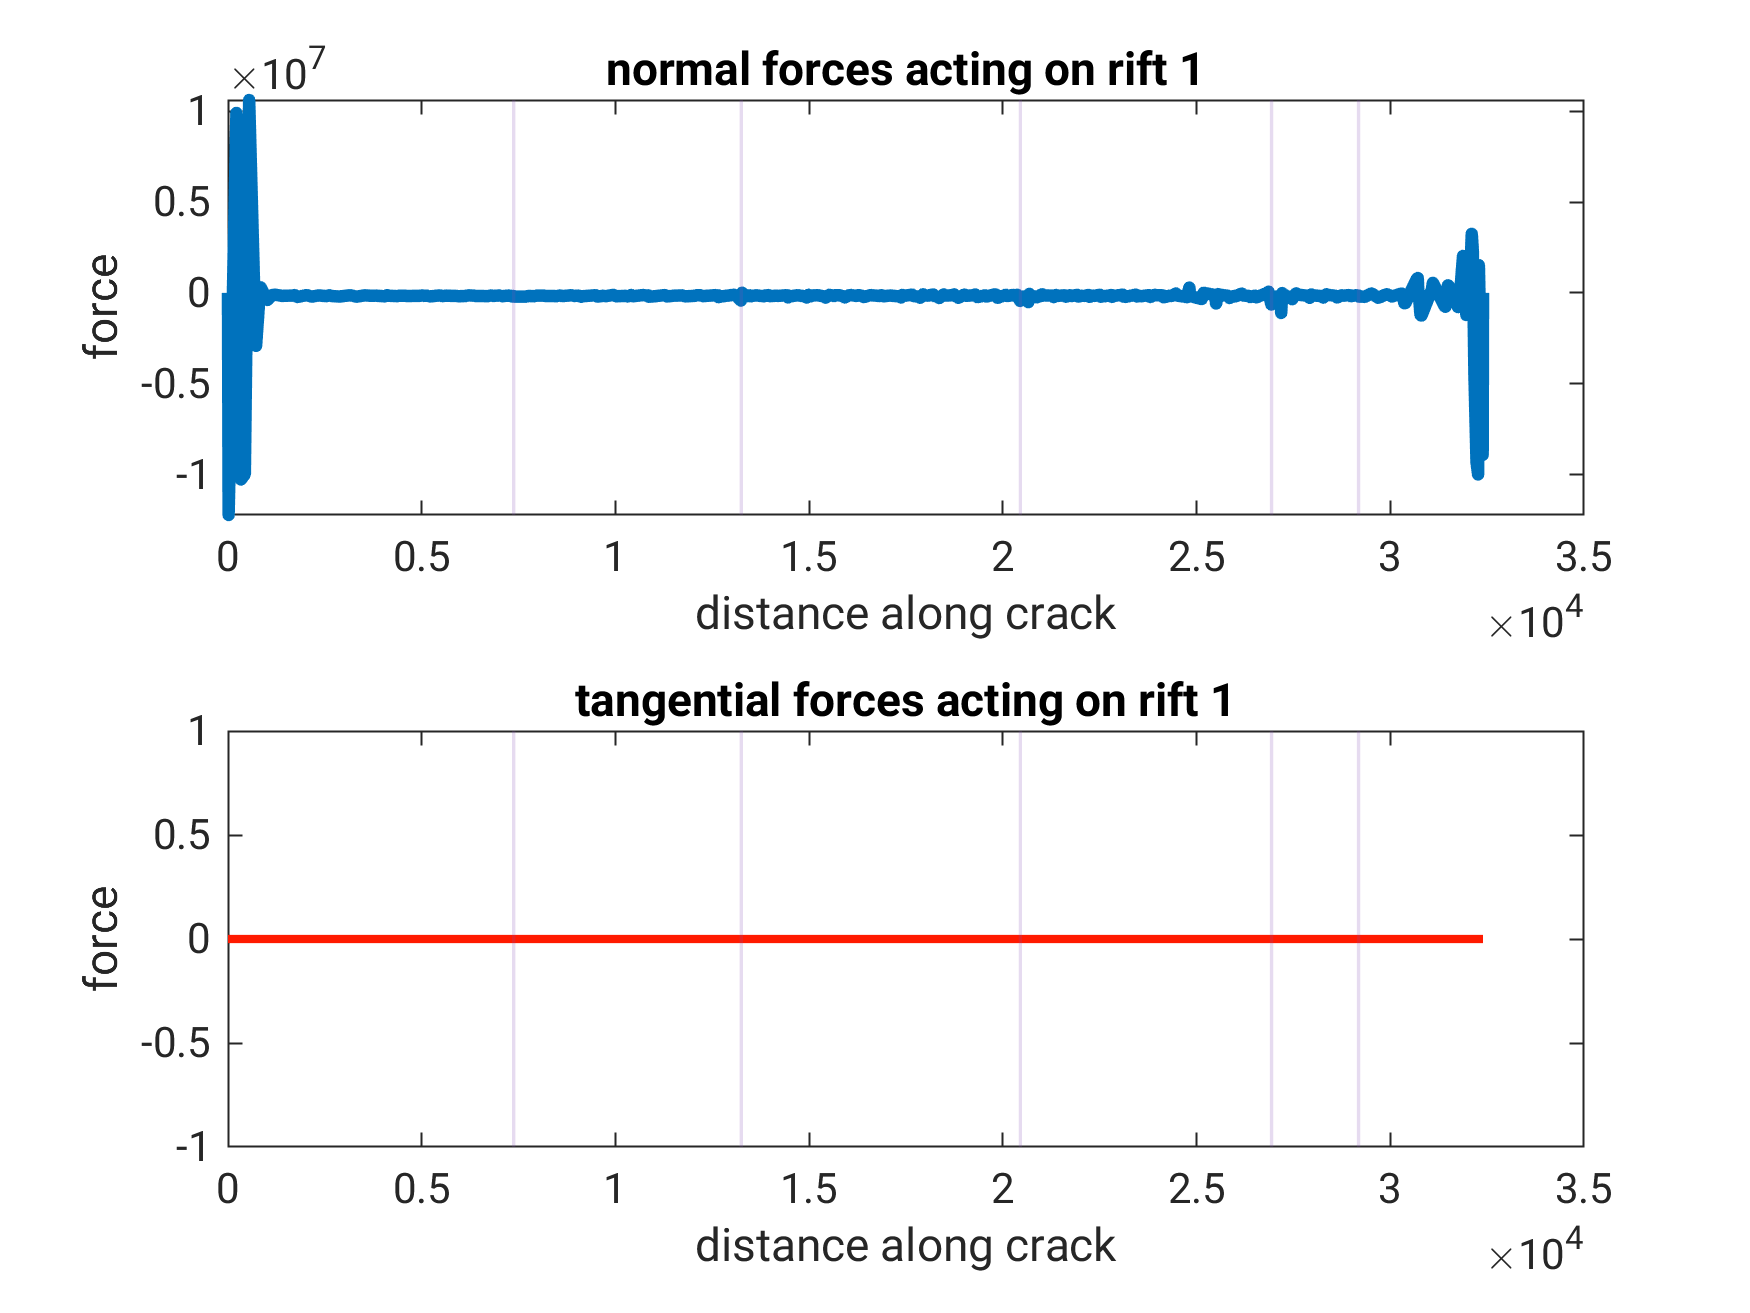 ×10^7
normal forces acting on rift 1
1
0.5
0
-0.5
-1
force
0 0.5 1 1.5 2 2.5 3 3.5
distance along crack
×10^4
tangential forces acting on rift 1
1
0.5
0
-0.5
-1
force
0 0.5 1 1.5 2 2.5 3 3.5
distance along crack
×10^4